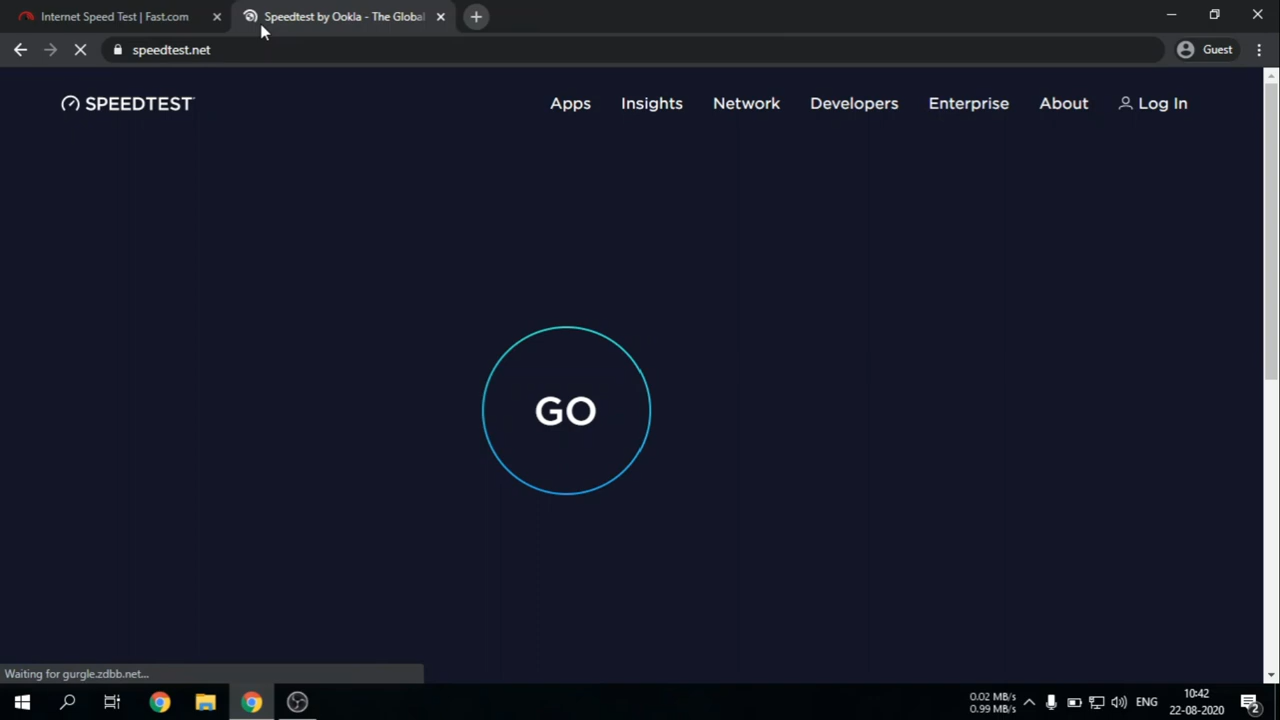 Internet Speed Test | Fast.com
Speedtest by Ookla - The Global
speedtest.net
Guest
SPEEDTEST
Apps
Insights
Network
Developers
Enterprise
About
Log In
GO
Waiting for gurgle.zdbb.net...
0.02 MB/s
0.99 MB/s
ENG
10:42
22-08-2020
2